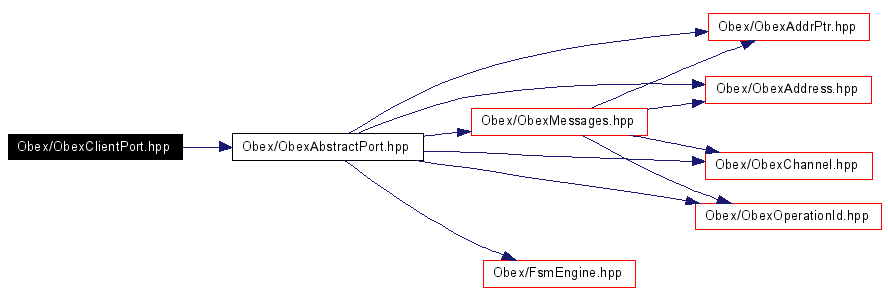 Obex/ObexAddrPtr.hpp
Obex/ObexAddress.hpp
Obex/ObexMessages.hpp
Obex/ObexClientPort.hpp
Obex/ObexAbstractPort.hpp
Obex/ObexChannel.hpp
Obex/ObexOperationId.hpp
Obex/FsmEngine.hpp